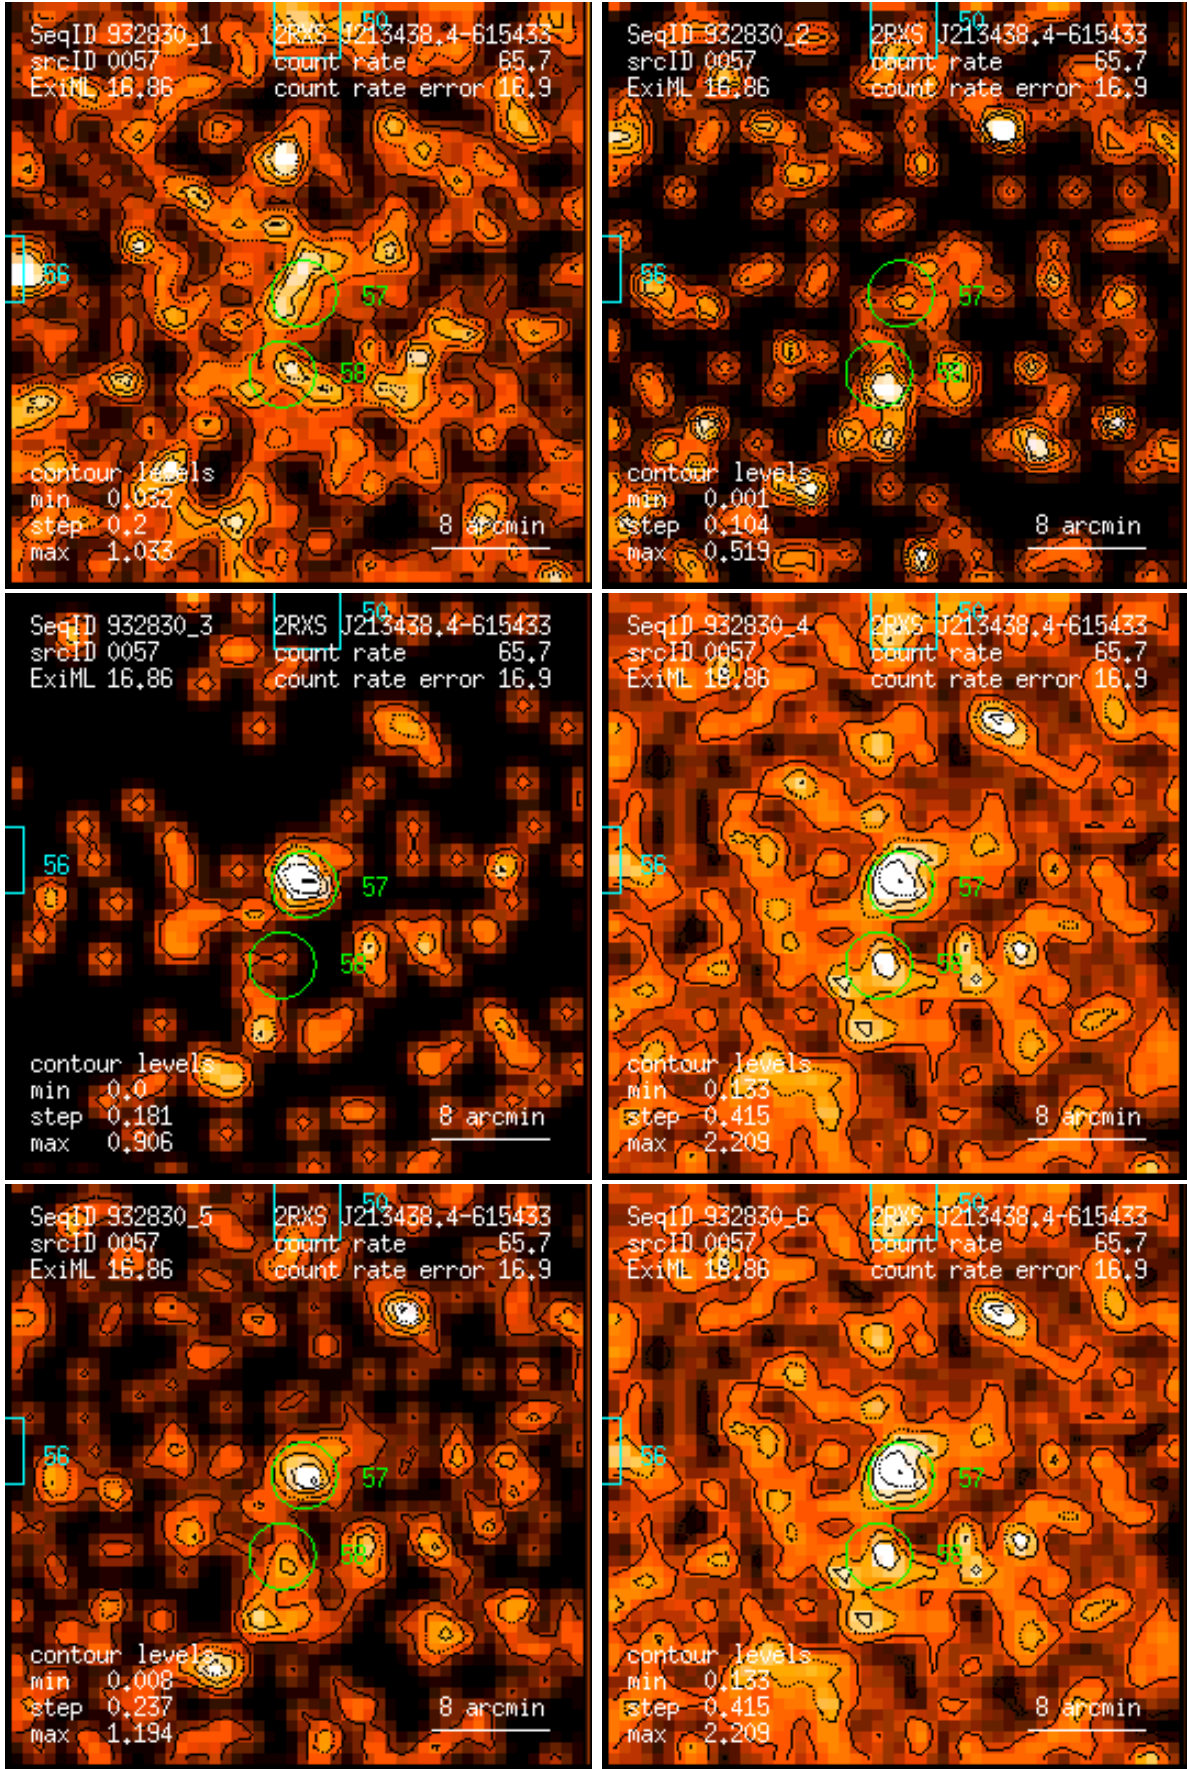 50
SeqID 932830_1 2RXS J213438.4-615433
srcID 0057 count rate 65.7
ExiML 16.86 count rate error 16.9
56
57
58
contour levels
min 0.032
step 0.2 8 arcmin
max 1.033
50
SeqID 932830_2 2RXS J213438.4-615433
srcID 0057 count rate 65.7
ExiML 16.86 count rate error 16.9
56
57
58
contour levels
min 0.001
step 0.104 8 arcmin
max 0.519
50
SeqID 932830_3 2RXS J213438.4-615433
srcID 0057 count rate 65.7
ExiML 16.86 count rate error 16.9
56
57
58
contour levels
min 0.0
step 0.181 8 arcmin
max 0.906
50
SeqID 932830_4 2RXS J213438.4-615433
srcID 0057 count rate 65.7
ExiML 16.86 count rate error 16.9
56
57
58
contour levels
min 0.133
step 0.415 8 arcmin
max 2.209
50
SeqID 932830_5 2RXS J213438.4-615433
srcID 0057 count rate 65.7
ExiML 16.86 count rate error 16.9
56
57
58
contour levels
min 0.008
step 0.237 8 arcmin
max 1.194
50
SeqID 932830_6 2RXS J213438.4-615433
srcID 0057 count rate 65.7
ExiML 16.86 count rate error 16.9
56
57
58
contour levels
min 0.133
step 0.415 8 arcmin
max 2.209